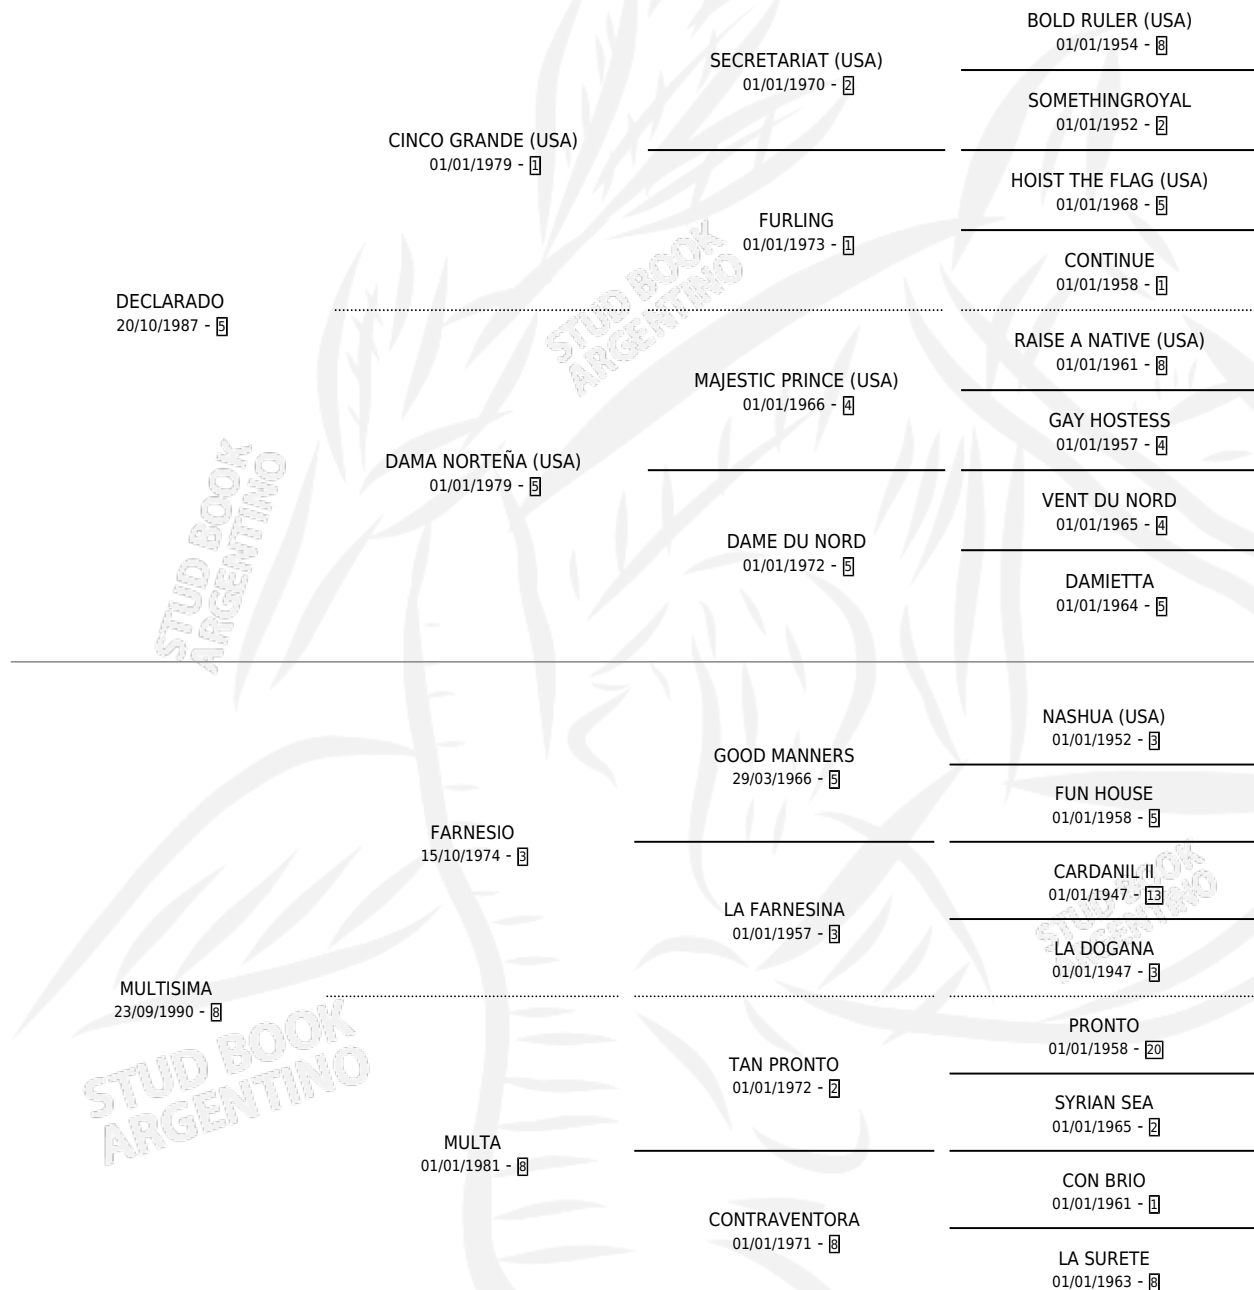 BOLD RULER (USA)
01/01/1954 - 8
SECRETARIAT (USA)
01/01/1970 - 2
SOMETHINGROYAL
01/01/1952 - 2
CINCO GRANDE (USA)
01/01/1979 - 1
HOIST THE FLAG (USA)
01/01/1968 - 5
FURLING
01/01/1973 - 1
CONTINUE
01/01/1958 - 1
DECLARADO
20/10/1987 - 5
RAISE A NATIVE (USA)
01/01/1961 - 8
MAJESTIC PRINCE (USA)
01/01/1966 - 4
GAY HOSTESS
01/01/1957 - 4
DAMA NORTEÑA (USA)
01/01/1979 - 5
VENT DU NORD
01/01/1965 - 4
DAME DU NORD
01/01/1972 - 5
DAMIETTA
01/01/1964 - 5
NASHUA (USA)
01/01/1952 - 3
GOOD MANNERS
29/03/1966 - 5
FUN HOUSE
01/01/1958 - 5
FARNESIO
15/10/1974 - 3
CARDANIL II
01/01/1947 - 13
LA FARNESINA
01/01/1957 - 3
LA DOGANA
01/01/1947 - 3
MULTISIMA
23/09/1990 - 8
PRONTO
01/01/1958 - 20
TAN PRONTO
01/01/1972 - 2
SYRIAN SEA
01/01/1965 - 2
MULTA
01/01/1981 - 8
CON BRIO
01/01/1961 - 1
CONTRAVENTORA
01/01/1971 - 8
LA SURETE
01/01/1963 - 8
STUD BOOK
ARGENTINO
STUD BOOK
ARGENTINO
STUD BOOK
ARGENTINO
STUD BOOK
ARGENTINO